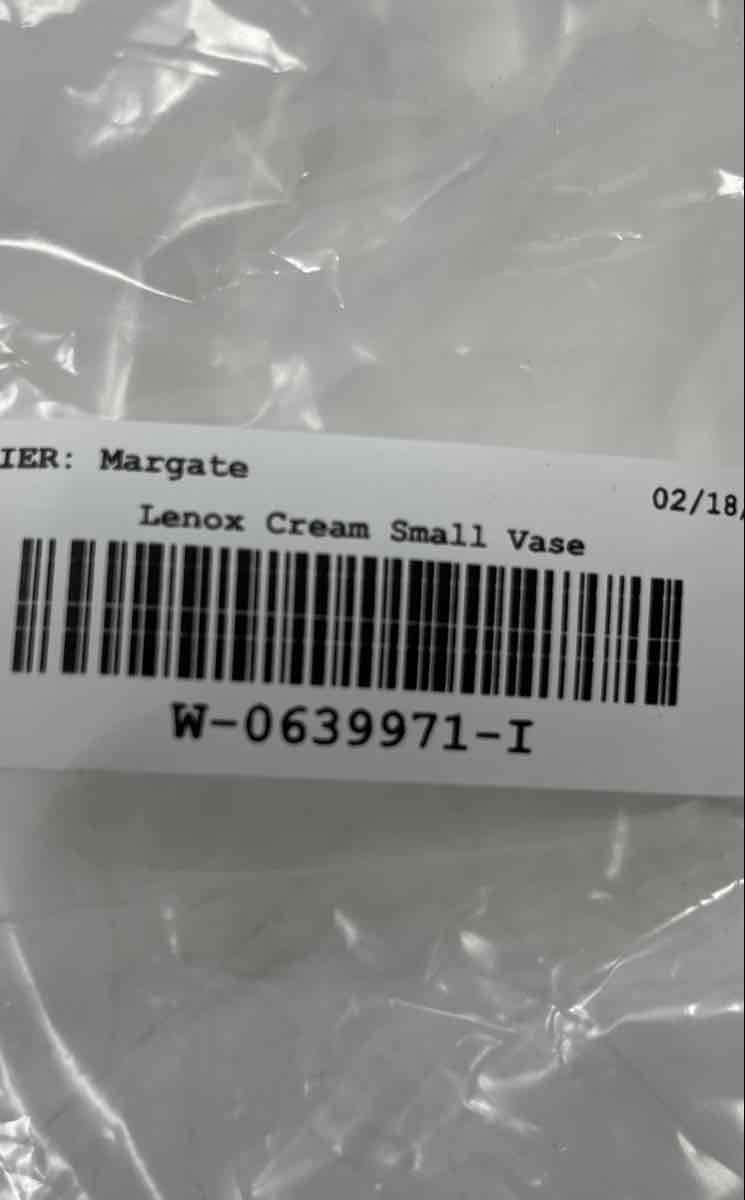 IER: Margate
02/18/
Lenox Cream Small Vase
W-0639971-I